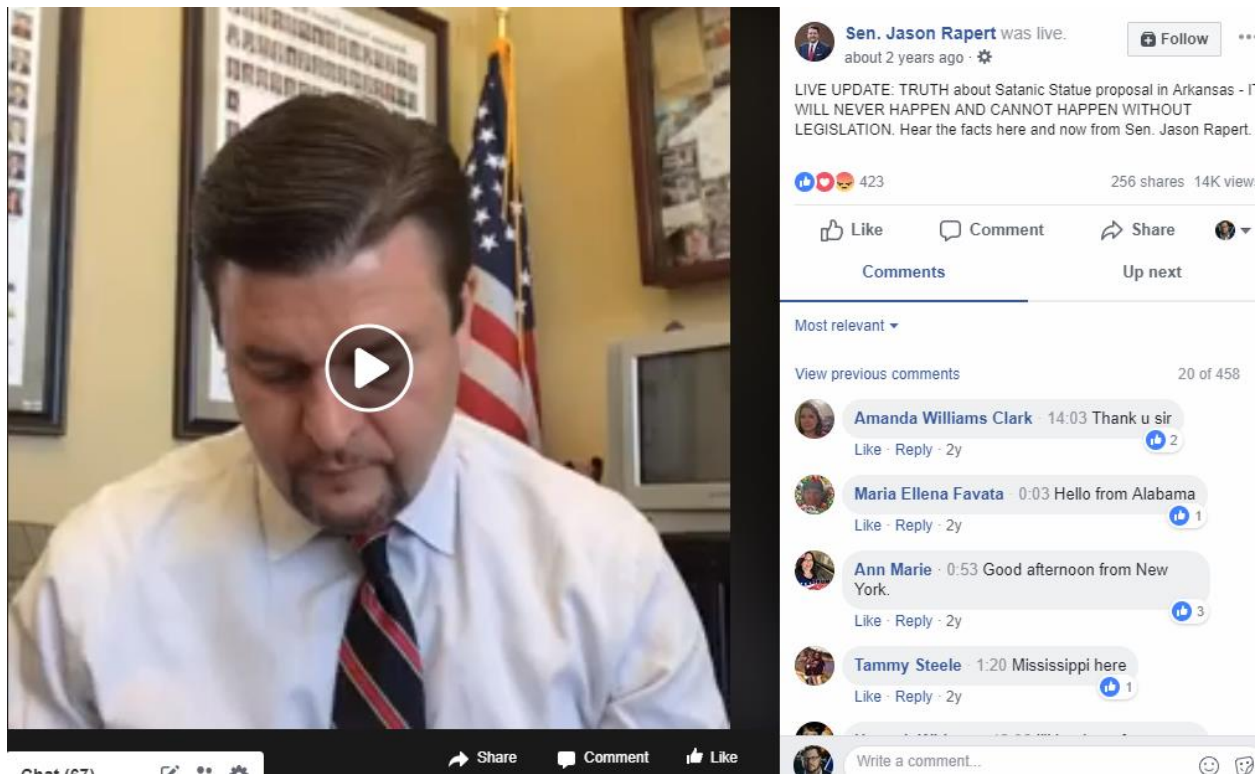 Sen. Jason Rapert was live.
Follow
about 2 years ago
LIVE UPDATE: TRUTH about Satanic Statue proposal in Arkansas - IT
WILL NEVER HAPPEN AND CANNOT HAPPEN WITHOUT
LEGISLATION. Hear the facts here and now from Sen. Jason Rapert.
423
256 shares 14K views
Like Comment Share
Comments Up next
Most relevant
View previous comments 20 of 458
Amanda Williams Clark · 14:03 Thank u sir
2
Like · Reply · 2y
Maria Ellena Favata · 0:03 Hello from Alabama
1
Like · Reply · 2y
Ann Marie · 0:53 Good afternoon from New
York.
3
Like · Reply · 2y
Tammy Steele · 1:20 Mississippi here
1
Like · Reply · 2y
Write a comment...
Share Comment Like
Chat (67)